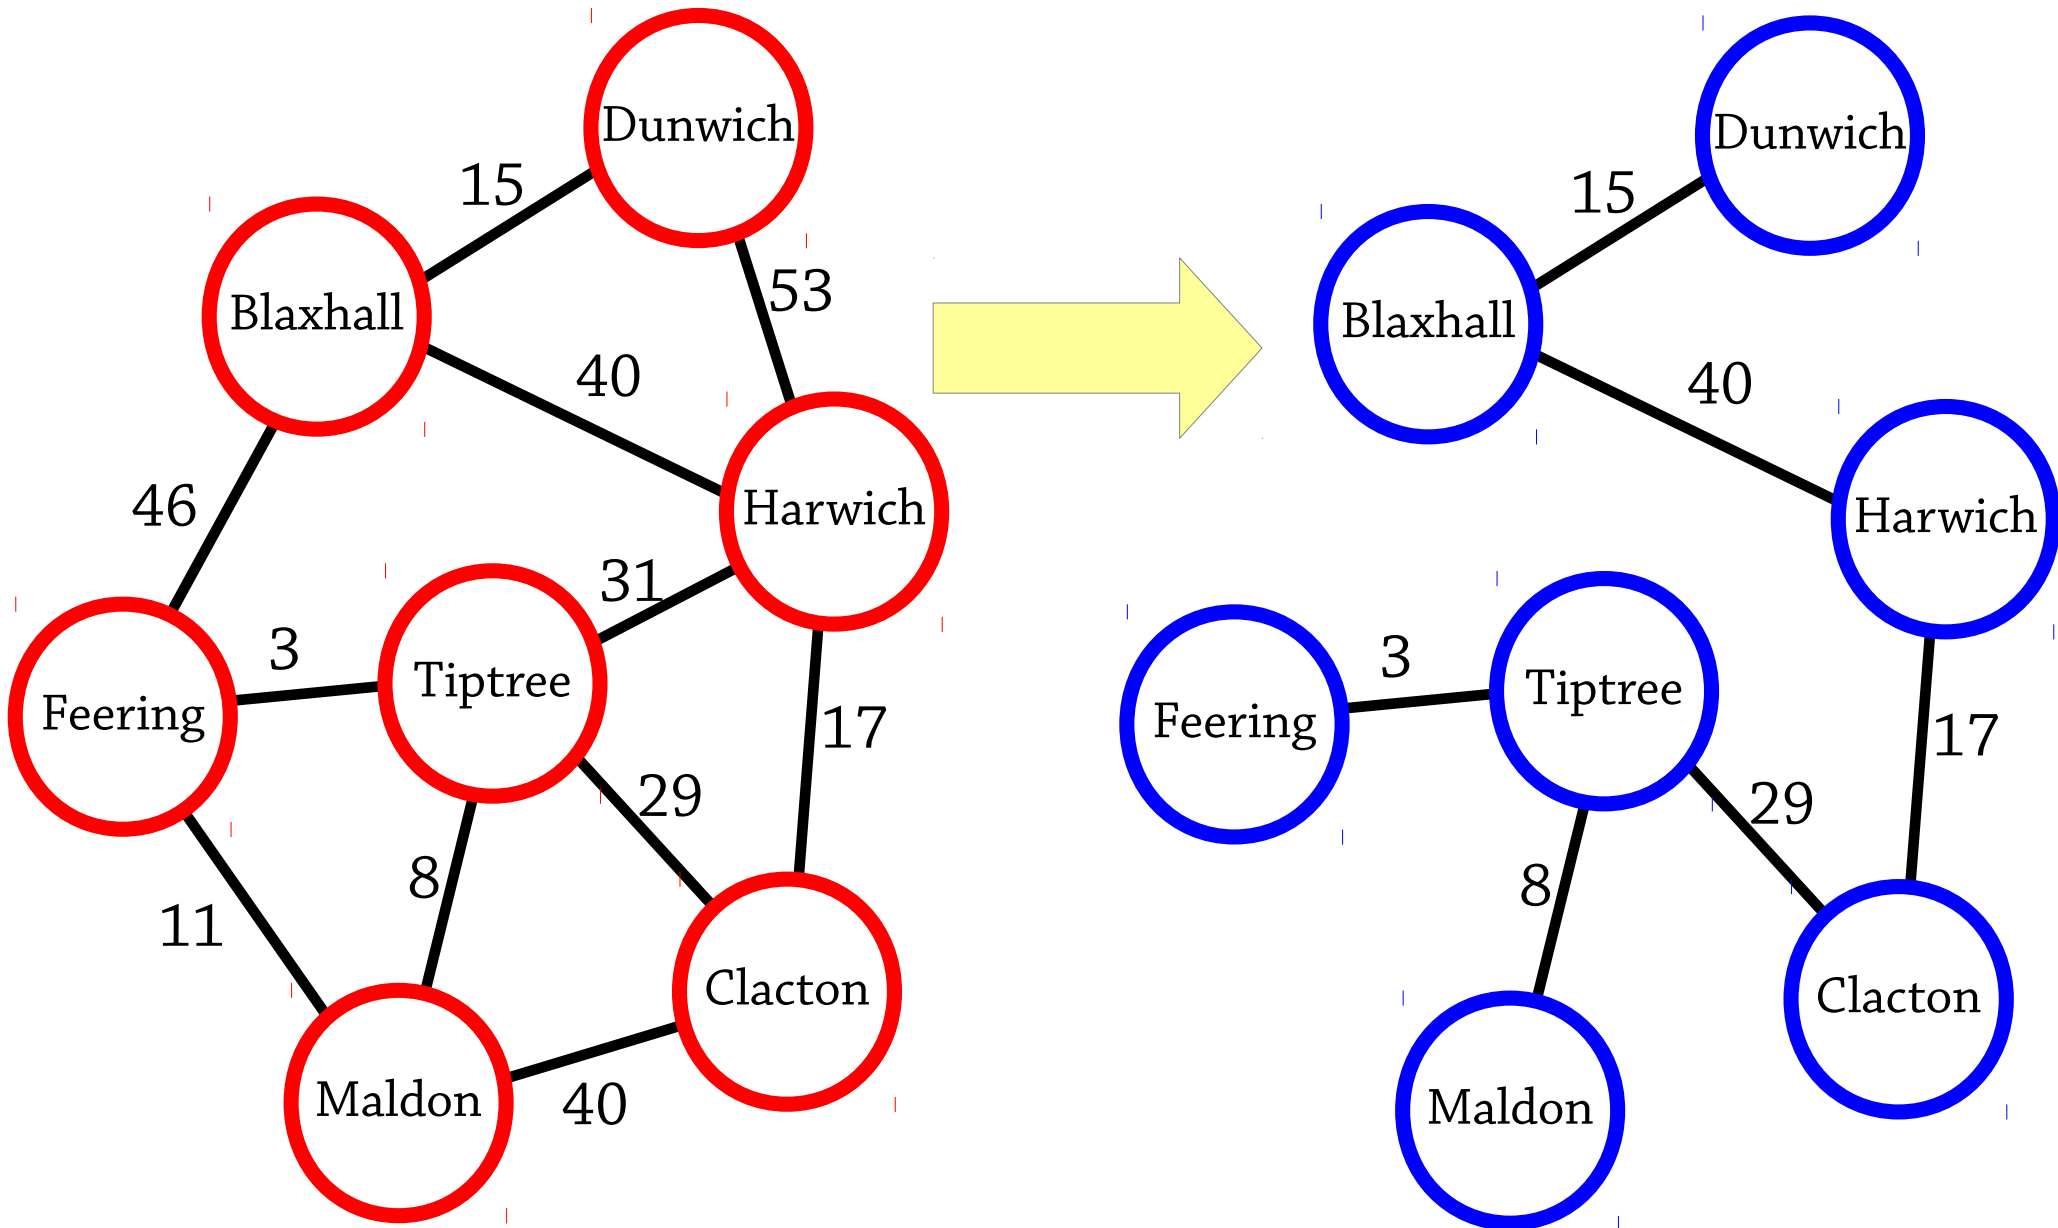 Dunwich
15
53
Blaxhall
40
46
Harwich
31
3
Tiptree
Feering
17
29
8
11
Clacton
Maldon
40
Dunwich
15
Blaxhall
40
Harwich
3
Tiptree
Feering
17
29
8
Clacton
Maldon